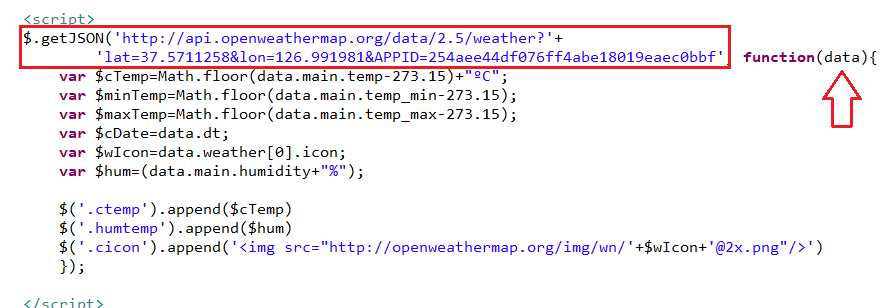 <script>
$.getJSON('http://api.openweathermap.org/data/2.5/weather?'+
'lat=37.5711258&lon=126.991981&APPID=254aee44df076ff4abe18019eaec0bbf' function(data){
var $cTemp=Math.floor(data.main.temp-273.15)+"ºC";
var $minTemp=Math.floor(data.main.temp_min-273.15);
var $maxTemp=Math.floor(data.main.temp_max-273.15);
var $cDate=data.dt;
var $wIcon=data.weather[0].icon;
var $hum=(data.main.humidity+"%");
$('.ctemp').append($cTemp)
$('.humtemp').append($hum)
$('.cicon').append('<img src="http://openweathermap.org/img/wn/'+$wIcon+'@2x.png"/>')
});
</script>